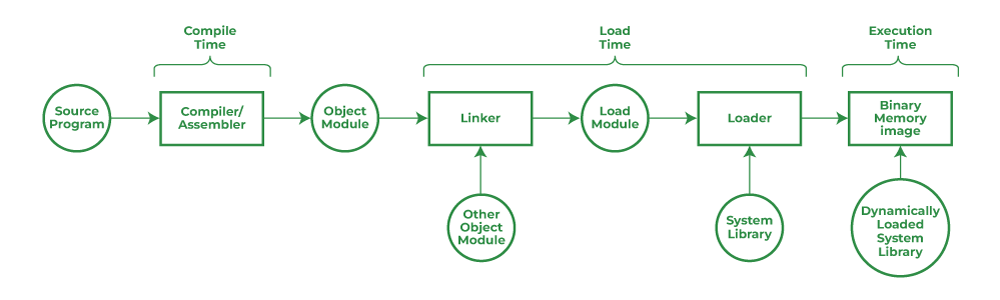 Compile
Time
Load
Time
Execution
Time
Source
Program
Compiler/
Assembler
Object
Module
Linker
Load
Module
Loader
Binary
Memory
image
Other
Object
Module
System
Library
Dynamically
Loaded
System
Library